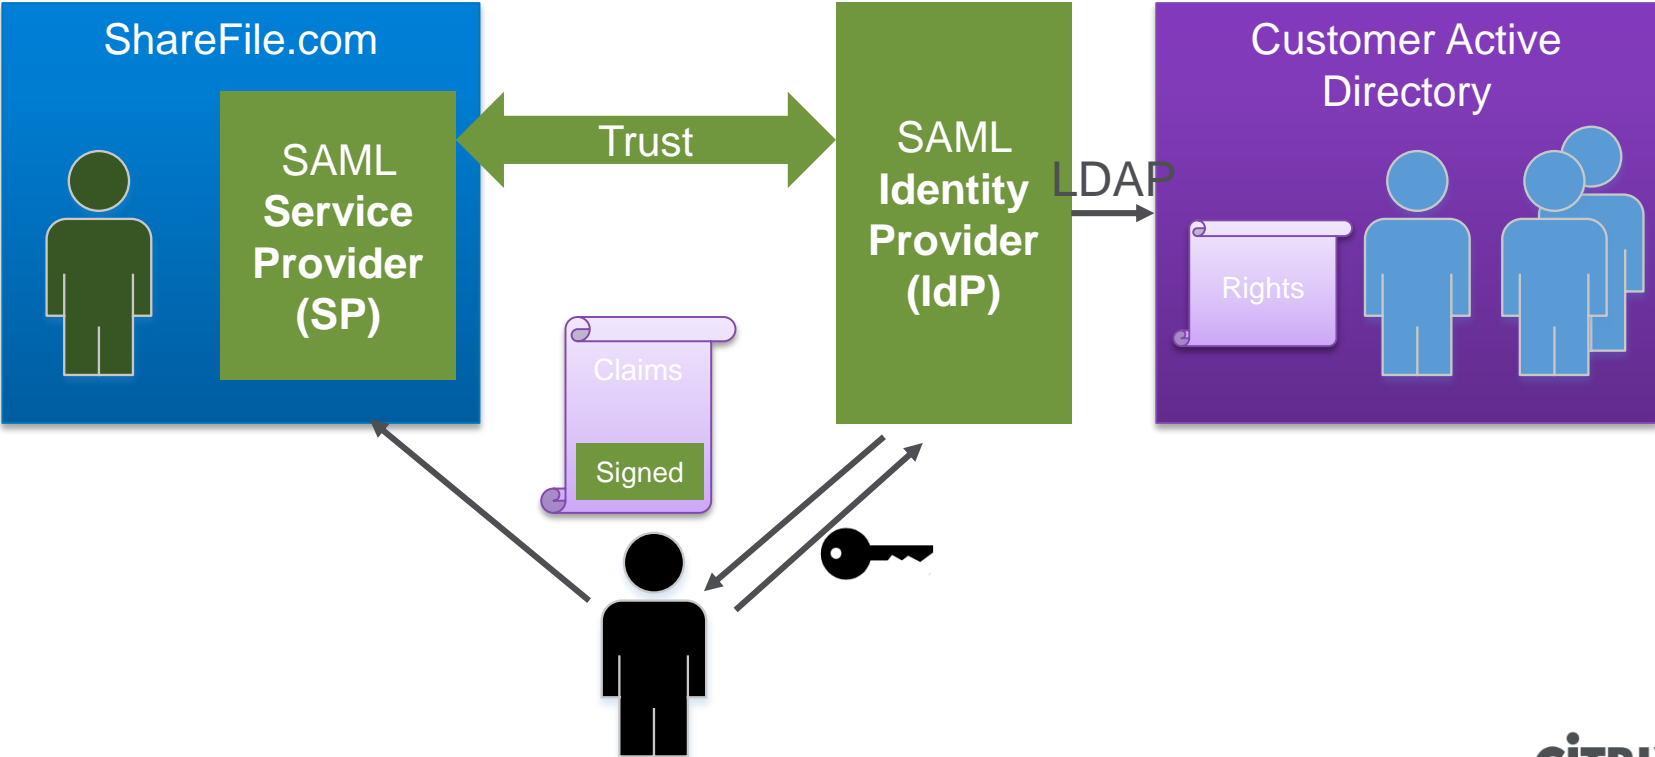 ShareFile.com
SAML
Service
Provider
(SP)
Trust
SAML
Identity
Provider
(IdP)
LDAP
Customer Active
Directory
Rights
Claims
Signed